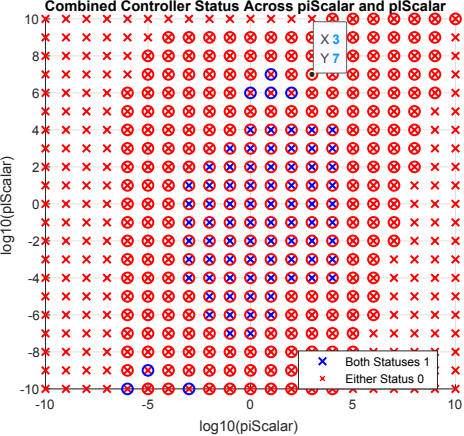 Combined Controller Status Across piScalar and plScalar
X 3
Y 7
10
8
6
4
2
0
-2
-4
-6
-8
-10
log10(plScalar)
Both Statuses 1
Either Status 0
-10
-5
0
5
10
log10(piScalar)